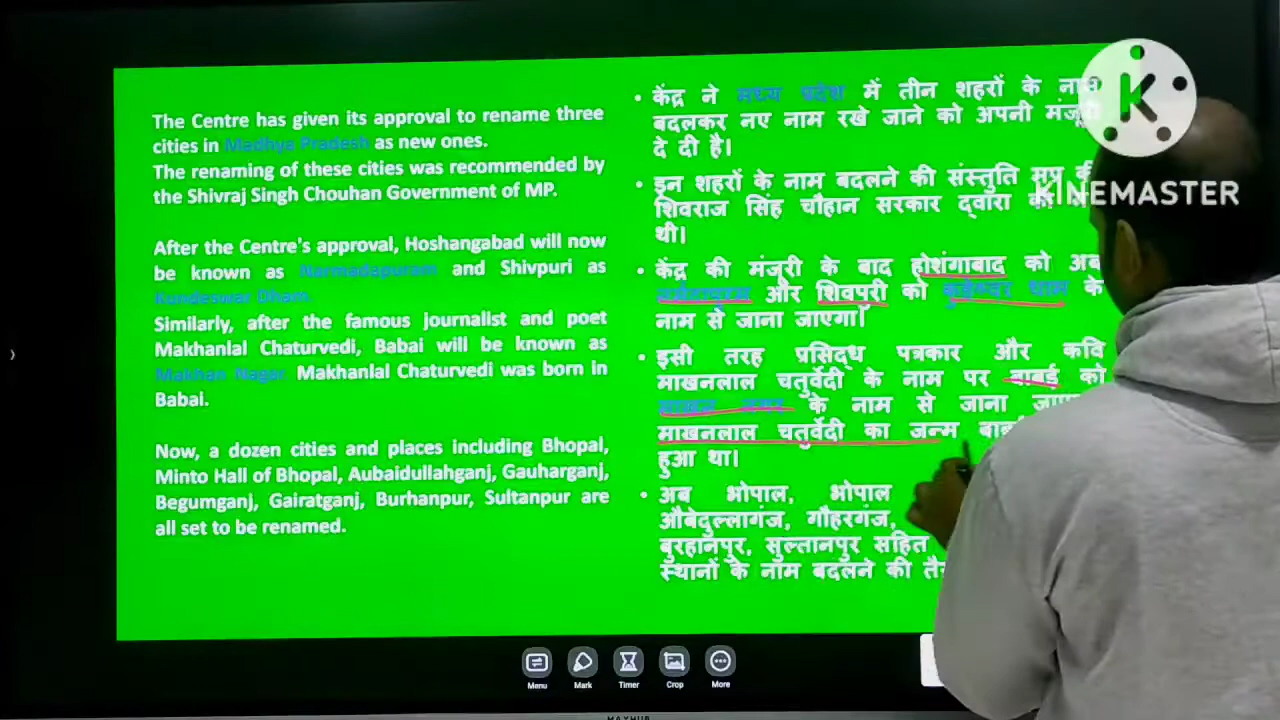 The Centre has given its approval to rename three
cities in Madhya Pradesh as new ones.
The renaming of these cities was recommended by
the Shivraj Singh Chouhan Government of MP.
After the Centre's approval, Hoshangabad will now
be known as Narmadapuram and Shivpuri as
Kundeswar Dham.
Similarly, after the famous journalist and poet
Makhanlal Chaturvedi, Babai will be known as
Makhan Nagar. Makhanlal Chaturvedi was born in
Babai.
Now, a dozen cities and places including Bhopal,
Minto Hall of Bhopal, Aubaidullahganj, Gauharganj,
Begumganj, Gairatganj, Burhanpur, Sultanpur are
all set to be renamed.
• केंद्र ने मध्य प्रदेश में तीन शहरों के नाम
बदलकर नए नाम रखे जाने को अपनी मंजूरी
दे दी है।
• इन शहरों के नाम बदलने की संस्तुति
शिवराज सिंह चौहान सरकार द्वारा
थी।
• केंद्र की मंजूरी के बाद होशंगाबाद को अब
नर्मदापुरम और शिवपुरी को कुंडेश्वर धाम के
नाम से जाना जाएगा।
• इसी तरह प्रसिद्ध पत्रकार और कवि
माखनलाल चतुर्वेदी के नाम पर बाबई को
माखन नगर के नाम से जाना
माखनलाल चतुर्वेदी का जन्म
हुआ था।
• अब भोपाल, भोपाल
औबेदुल्लागंज, गौहरगंज,
बुरहानपुर, सुल्तानपुर सहित
स्थानों के नाम बदलने की
K
KINEMASTER
Menu Mark Timer Crop More